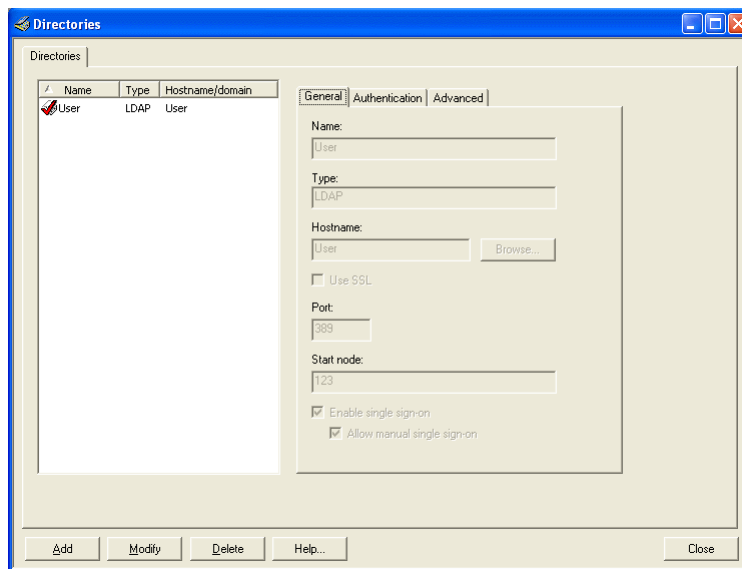 Directories
Directories
Name Type Hostname/domain
User LDAP User
General Authentication Advanced
Name:
User
Type:
LDAP
Hostname:
User Browse...
Use SSL
Port:
389
Start node:
123
Enable single sign-on
Allow manual single sign-on
Add Modify Delete Help... Close